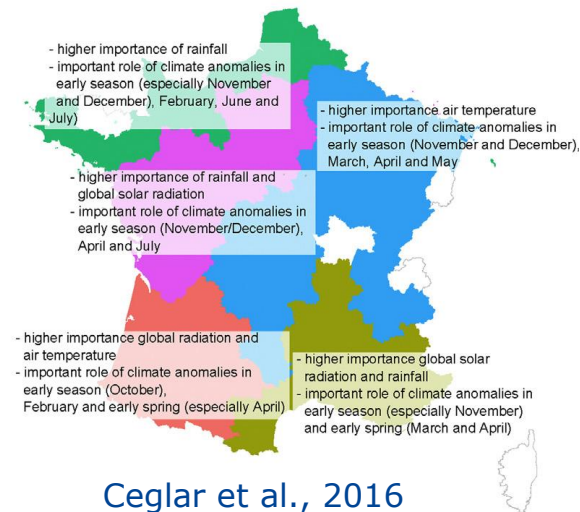 - higher importance of rainfall
- important role of climate anomalies in
early season (especially November
and December), February, June and
July)
- higher importance air temperature
- important role of climate anomalies in
early season (November and December),
March, April and May
- higher importance of rainfall and
global solar radiation
- important role of climate anomalies in
early season (November/December),
April and July
- higher importance global radiation and
air temperature
- important role of climate anomalies in
early season (October),
February and early spring (especially April)
- higher importance global solar
radiation and rainfall
- important role of climate anomalies in
early season (especially November)
and early spring (March and April)
Ceglar et al., 2016